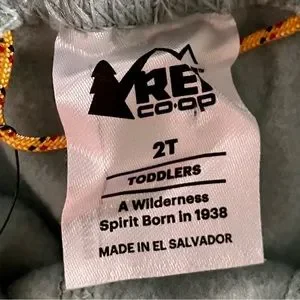 REI
CO·OP
2T
TODDLERS
A Wilderness
Spirit Born in 1938
MADE IN EL SALVADOR